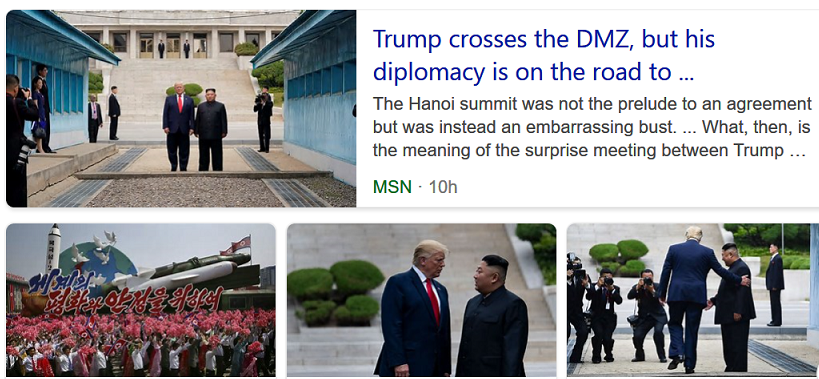 Trump crosses the DMZ, but his
diplomacy is on the road to ...
The Hanoi summit was not the prelude to an agreement
but was instead an embarrassing bust. ... What, then, is
the meaning of the surprise meeting between Trump ...
MSN · 10h
세계의
평화와 안정을 위하여